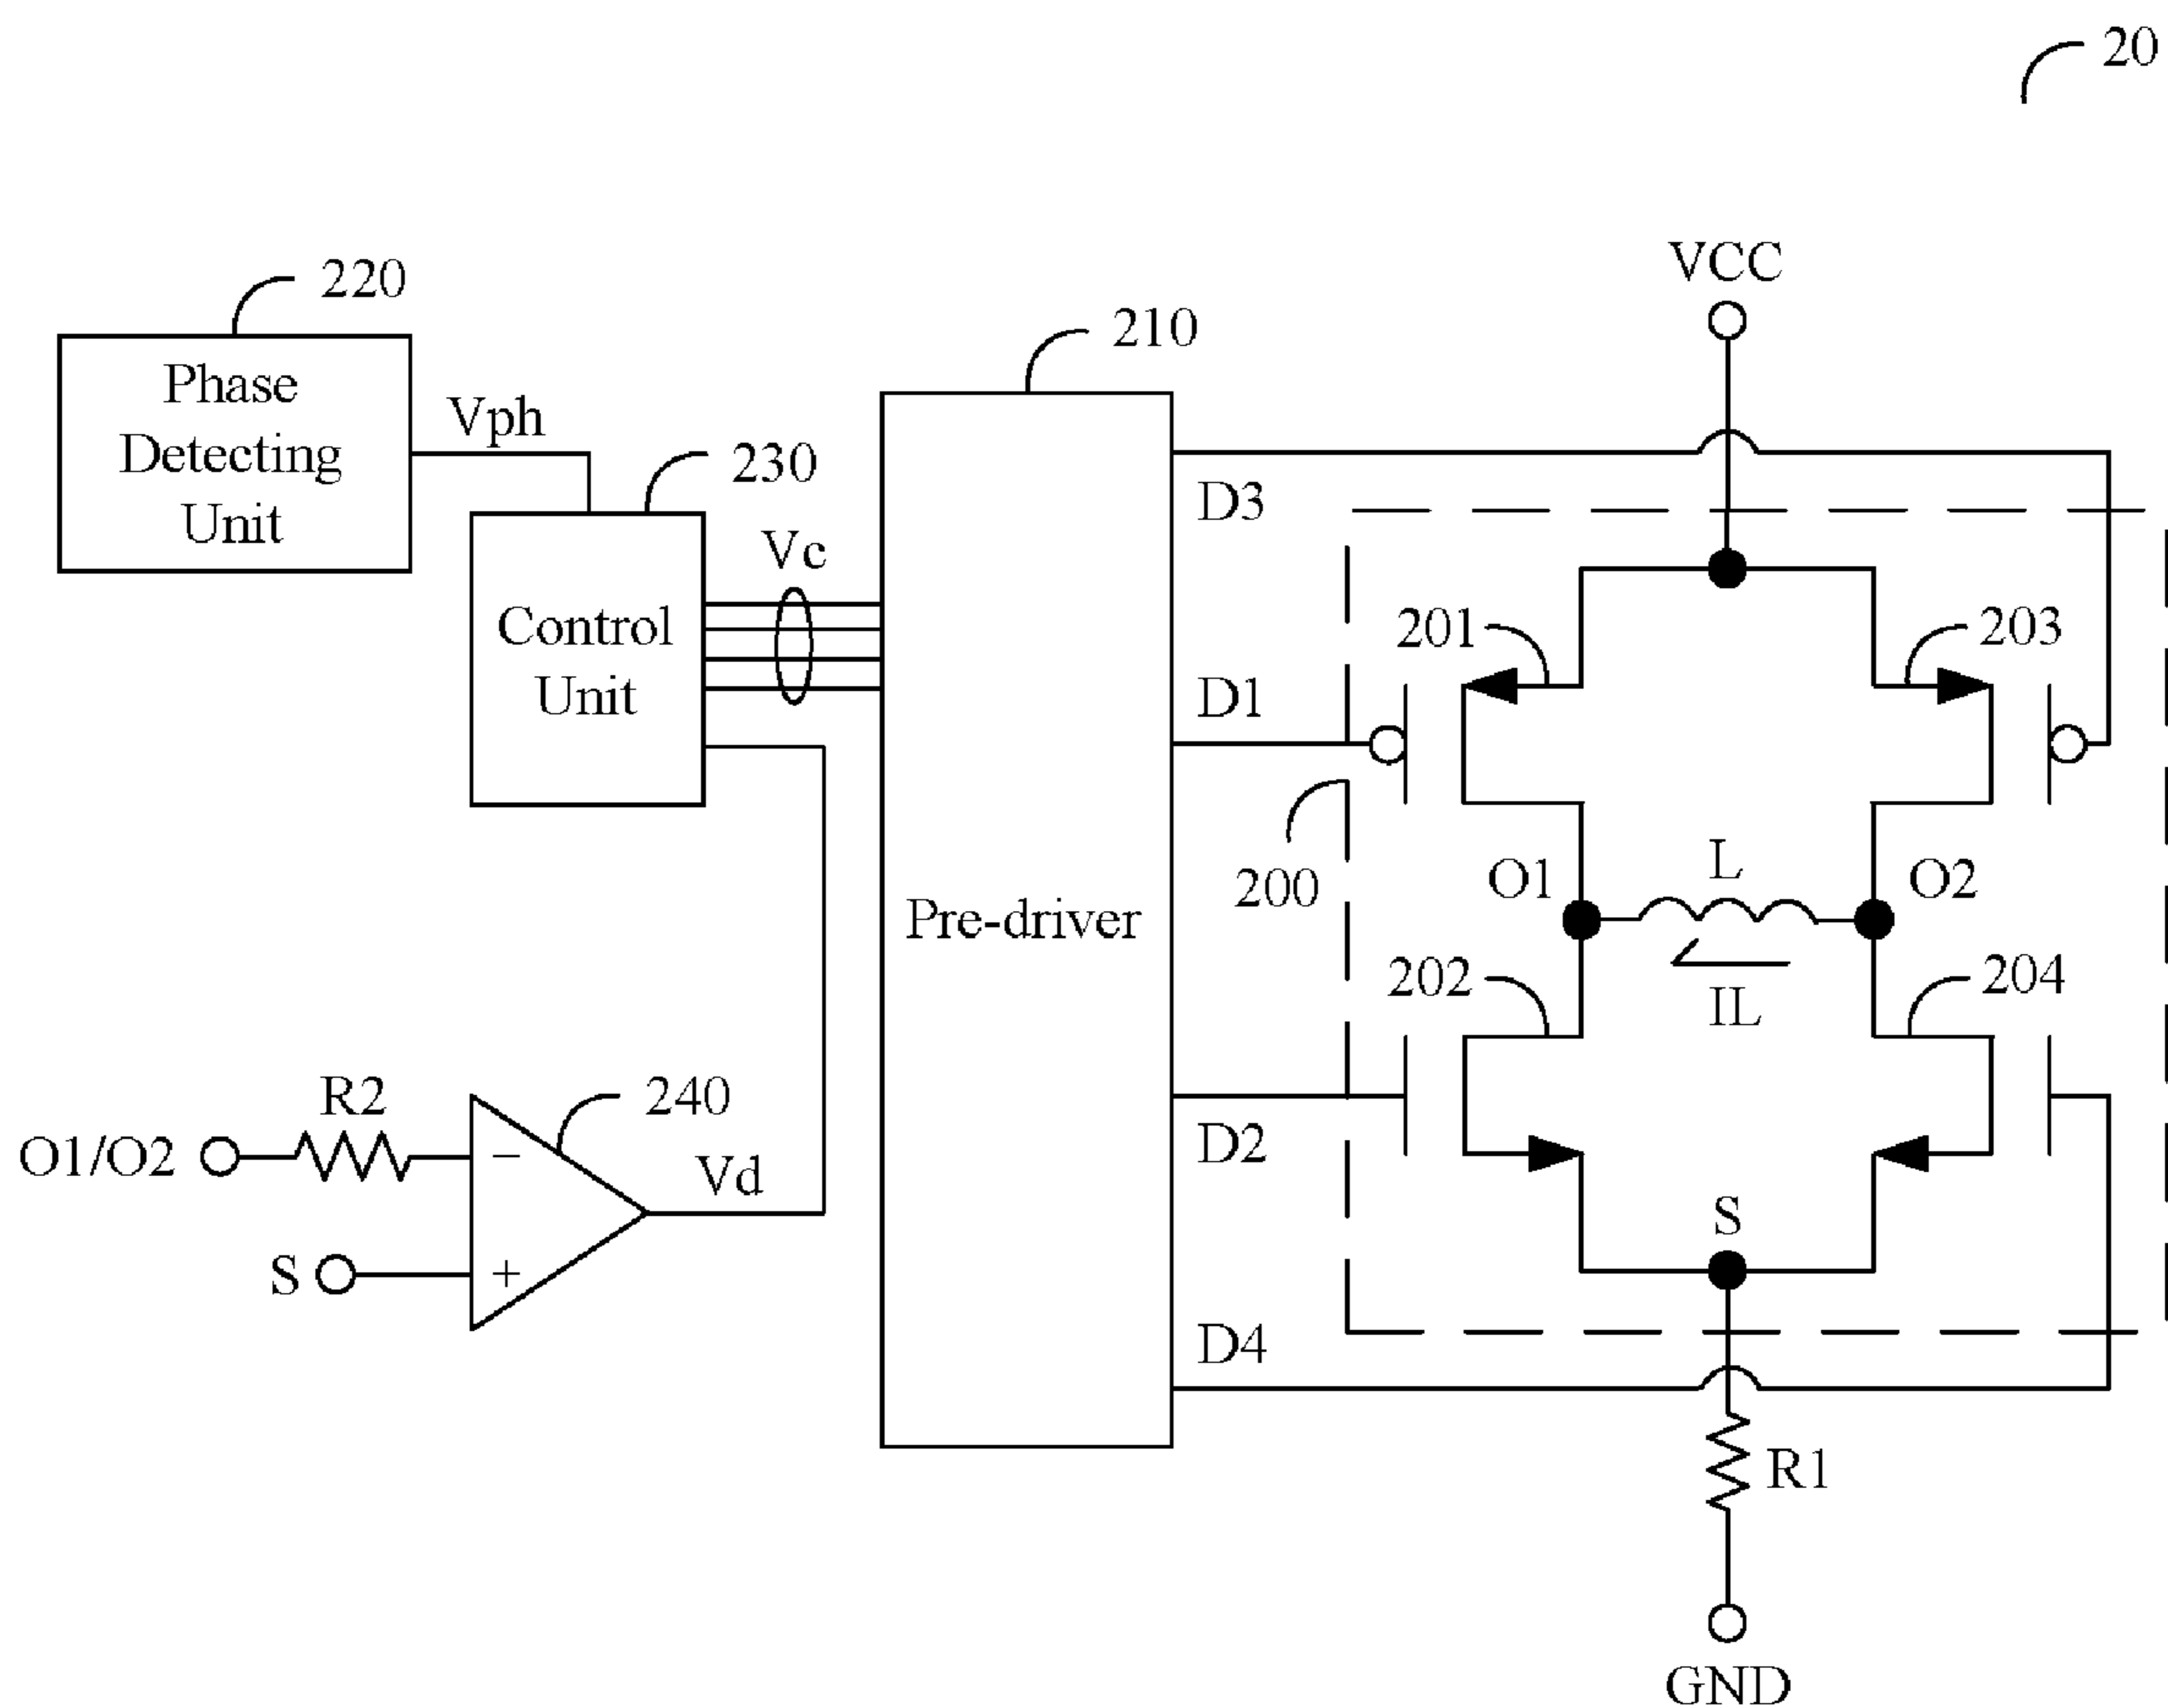 20
VCC
220
210
Phase
Detecting
Unit
Vph
230
D3
Vc
Control
Unit
201
203
D1
200
O1
L
O2
Pre-driver
202
IL
204
R2
240
O1/O2
−
Vd
D2
S
S
+
D4
R1
GND